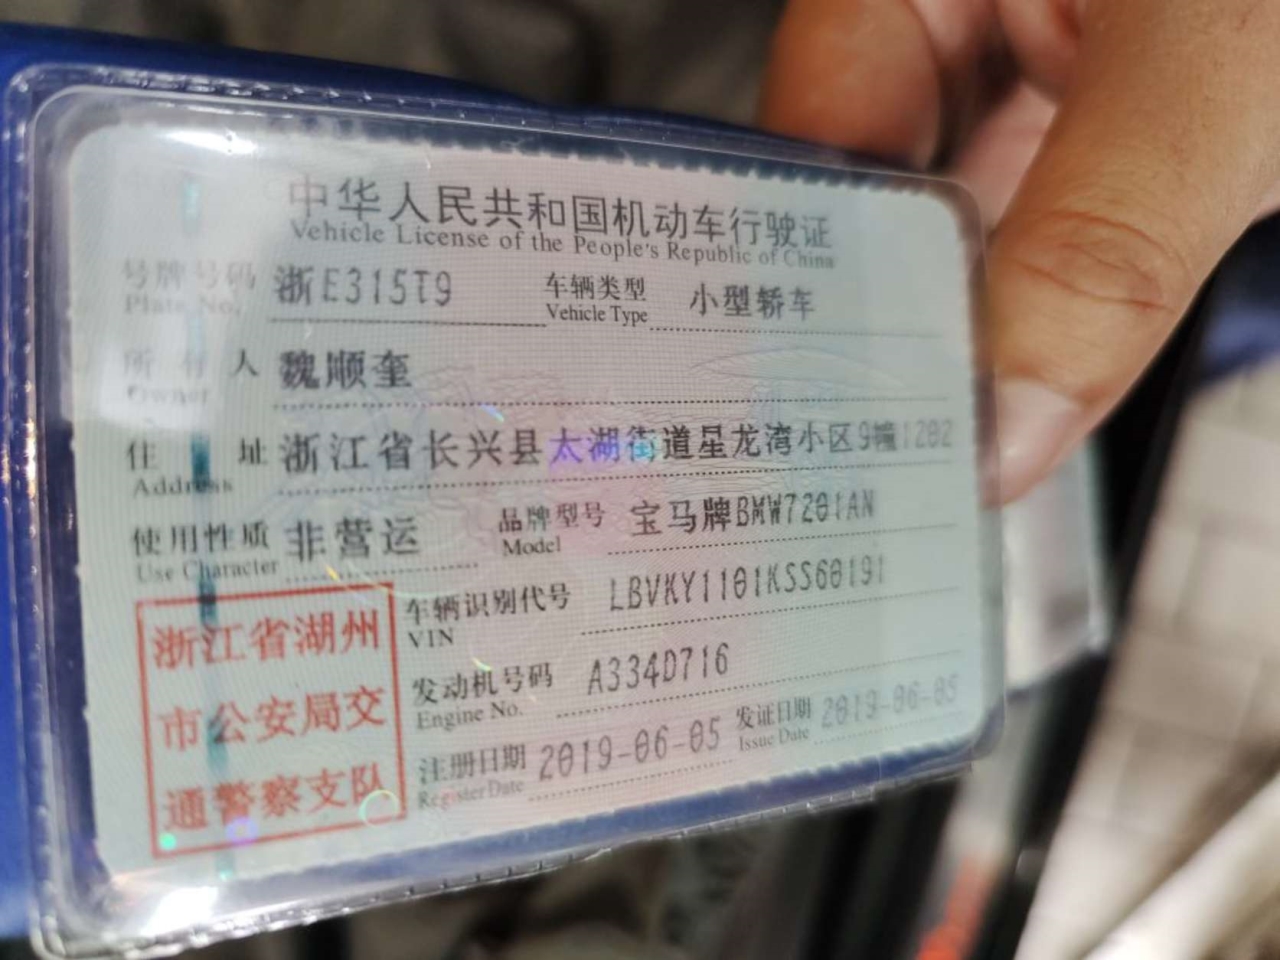 中华人民共和国机动车行驶证
Vehicle License of the People's Republic of China
号牌号码 浙E315T9 车辆类型 小型轿车
Plate No. Vehicle Type
所有人 魏顺奎
Owner
住址 浙江省长兴县太湖街道星龙湾小区9幢1202
Address
使用性质 非营运 品牌型号 宝马牌BMW7201AN
Use Character Model
车辆识别代号 LBVKY1101KSS60191
VIN
发动机号码 A334D716
Engine No.
注册日期 2019-06-05 发证日期 2019-06-05
Register Date Issue Date
浙江省湖州
市公安局交
通警察支队